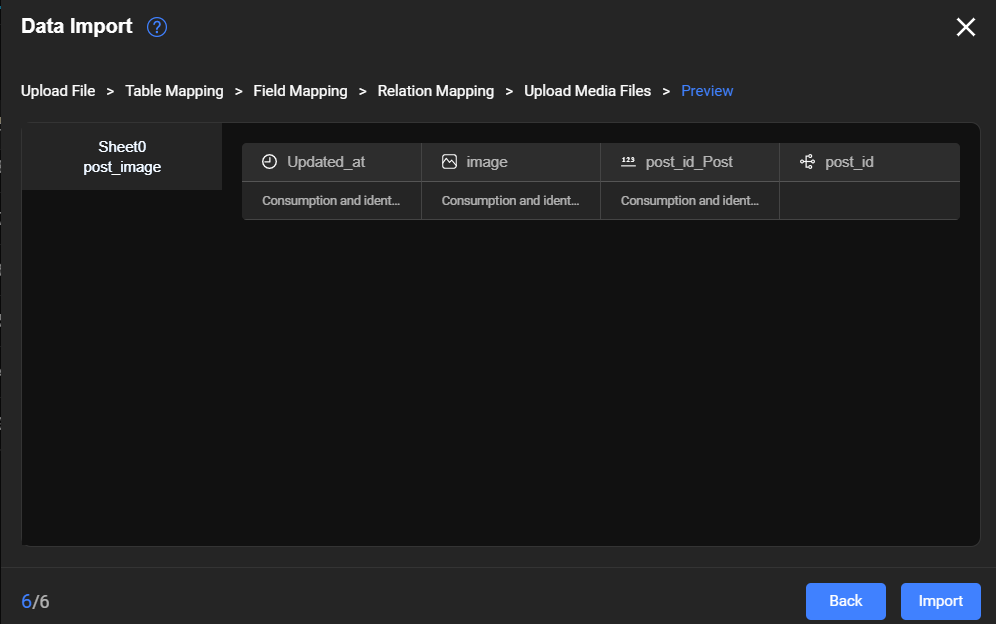 Data Import ?
Upload File > Table Mapping > Field Mapping > Relation Mapping > Upload Media Files > Preview
Sheet0
post_image
Updated_at image 123 post_id_Post post_id
Consumption and ident... Consumption and ident... Consumption and ident...
6/6 Back Import